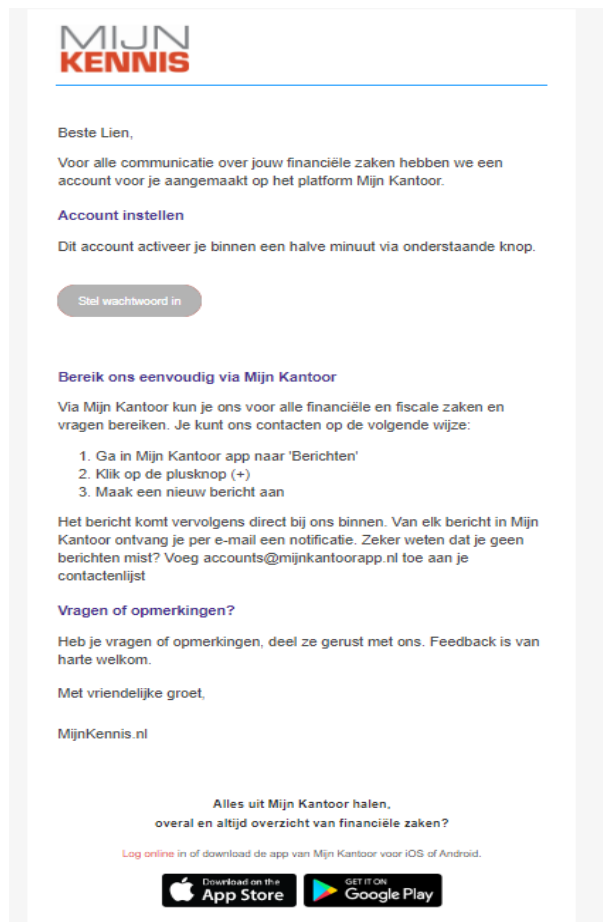 MIJN
KENNIS
Beste Lien,
Voor alle communicatie over jouw financiële zaken hebben we een
account voor je aangemaakt op het platform Mijn Kantoor.
Account instellen
Dit account activeer je binnen een halve minuut via onderstaande knop.
Stel wachtwoord in
Bereik ons eenvoudig via Mijn Kantoor
Via Mijn Kantoor kun je ons voor alle financiële en fiscale zaken en
vragen bereiken. Je kunt ons contacten op de volgende wijze:
1. Ga in Mijn Kantoor app naar 'Berichten'
2. Klik op de plusknop (+)
3. Maak een nieuw bericht aan
Het bericht komt vervolgens direct bij ons binnen. Van elk bericht in Mijn
Kantoor ontvang je per e-mail een notificatie. Zeker weten dat je geen
berichten mist? Voeg accounts@mijnkantoorapp.nl toe aan je
contactenlijst
Vragen of opmerkingen?
Heb je vragen of opmerkingen, deel ze gerust met ons. Feedback is van
harte welkom.
Met vriendelijke groet,
MijnKennis.nl
Alles uit Mijn Kantoor halen,
overal en altijd overzicht van financiële zaken?
Log online in of download de app van Mijn Kantoor voor iOS of Android.
Download on the
App Store
GET IT ON
Google Play